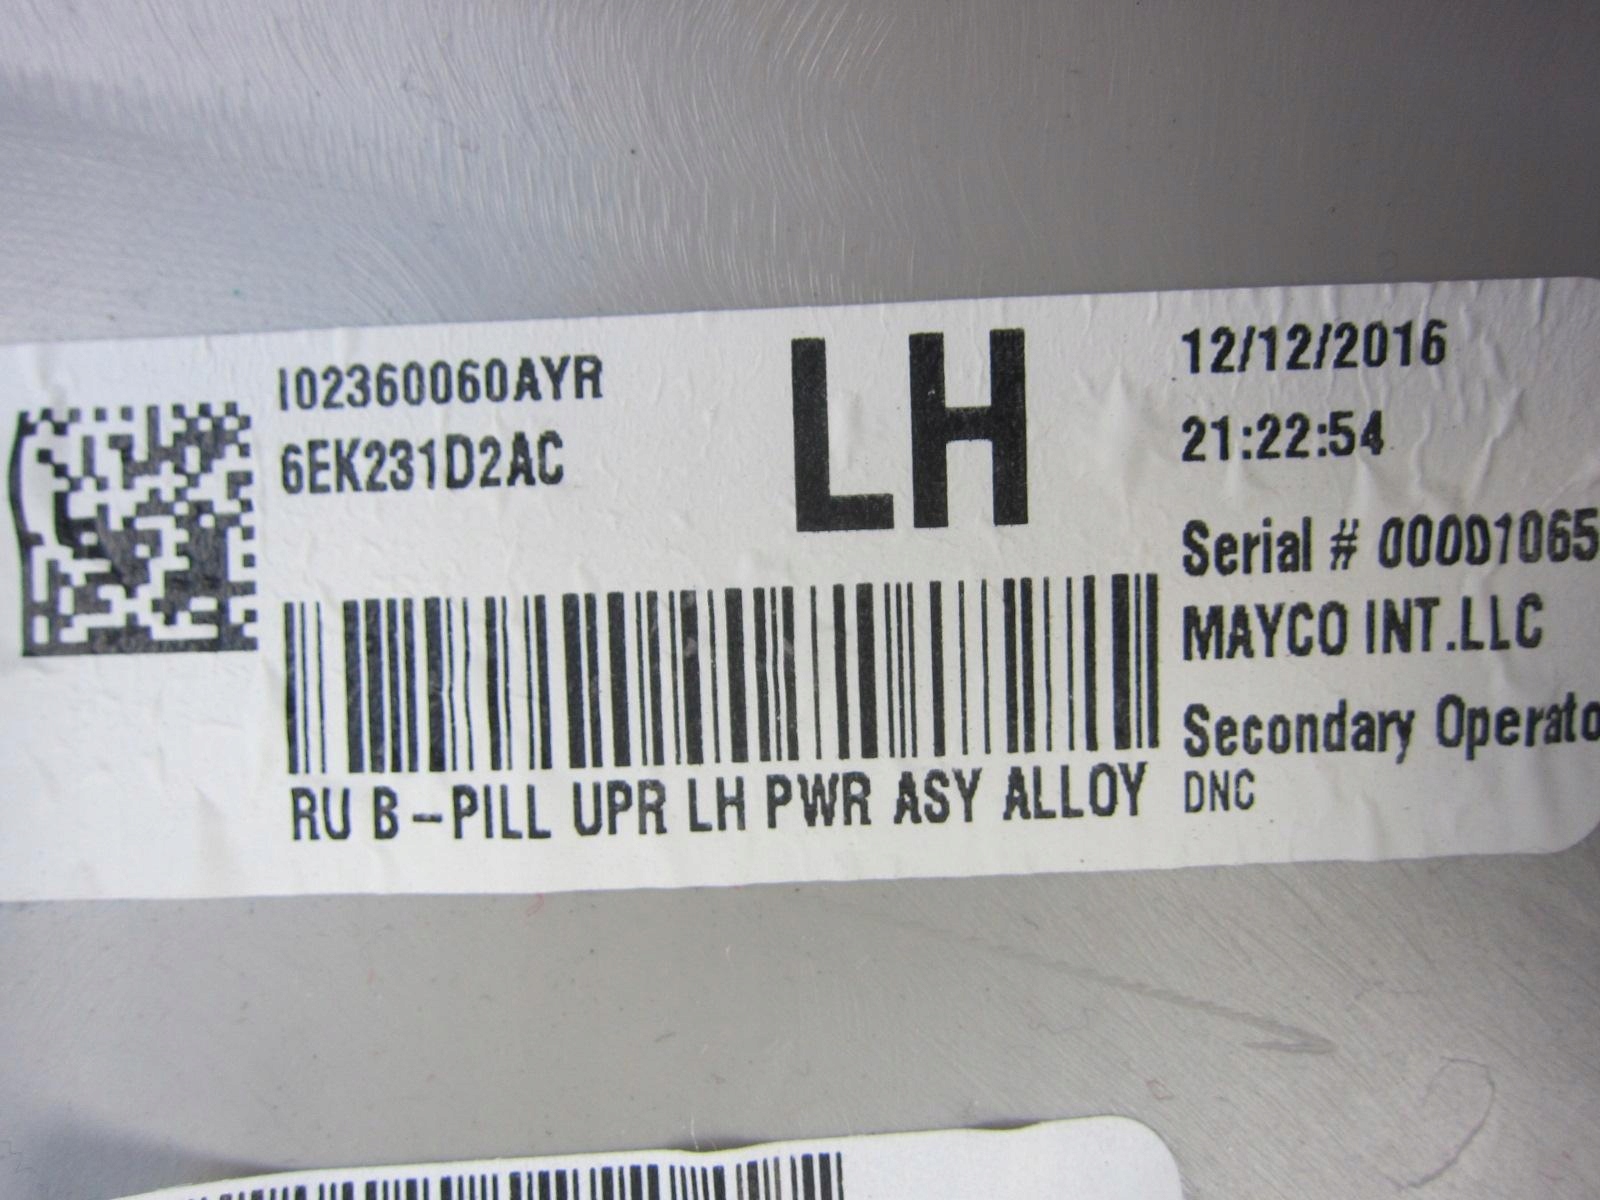 I02360060AYR
6EK231D2AC
LH
12/12/2016
21:22:54
Serial # 00001065
MAYCO INT.LLC
Secondary Operato
DNC
RU B-PILL UPR LH PWR ASY ALLOY